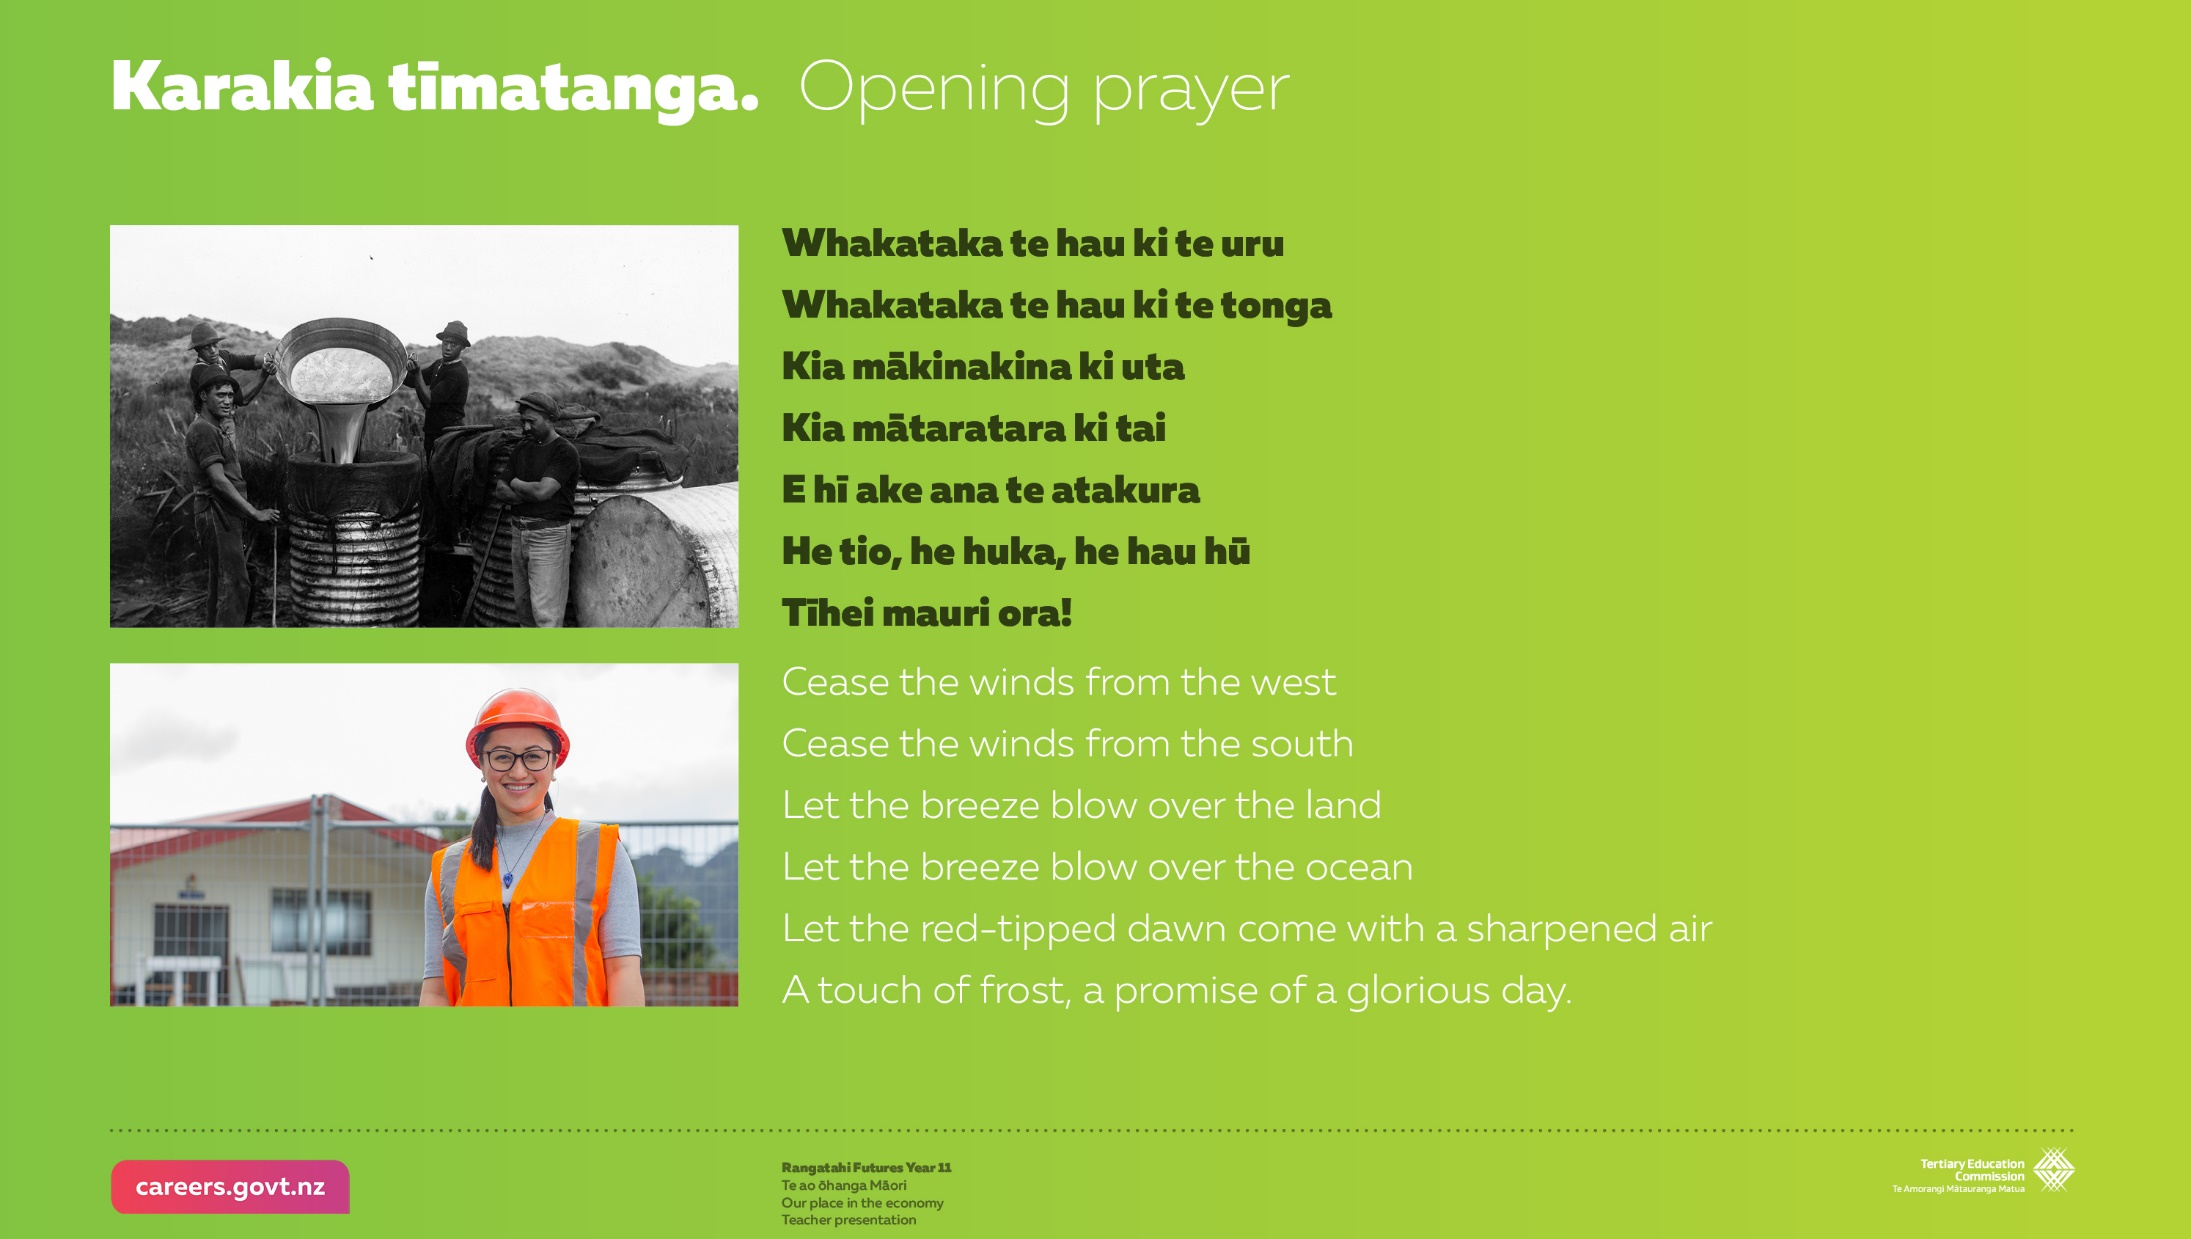 Karakia tīmatanga. Opening prayer
Whakataka te hau ki te uru
Whakataka te hau ki te tonga
Kia mākinakina ki uta
Kia mātaratara ki tai
E hī ake ana te atakura
He tio, he huka, he hau hū
Tīhei mauri ora!
Cease the winds from the west
Cease the winds from the south
Let the breeze blow over the land
Let the breeze blow over the ocean
Let the red-tipped dawn come with a sharpened air
A touch of frost, a promise of a glorious day.
careers.govt.nz
Rangatahi Futures Year 11
Te ao ōhanga Māori
Our place in the economy
Teacher presentation
Tertiary Education
Commission
Te Amorangi Mātauranga Matua